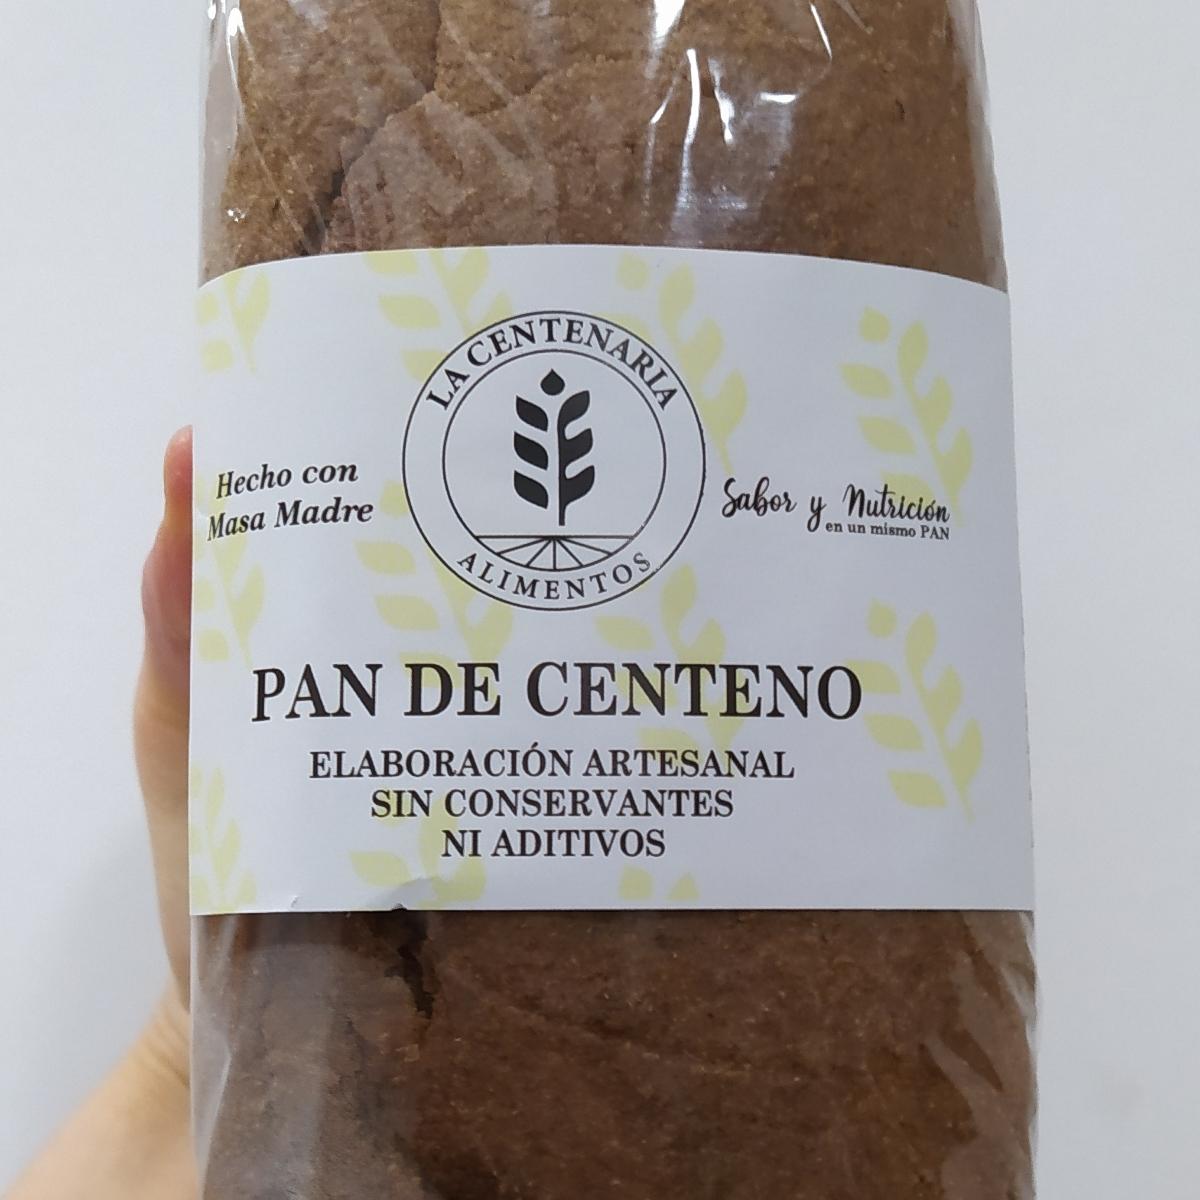 LA CENTENARIA
ALIMENTOS
Hecho con
Masa Madre
Sabor y Nutrición
en un mismo PAN
PAN DE CENTENO
ELABORACIÓN ARTESANAL
SIN CONSERVANTES
NI ADITIVOS